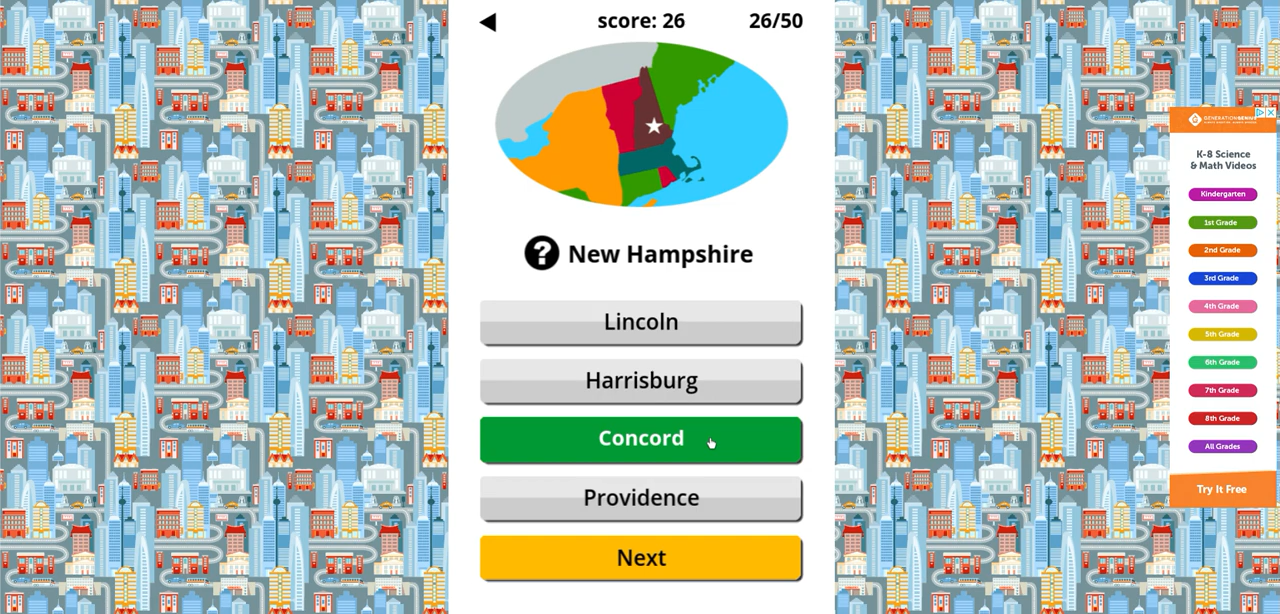 score: 26
26/50
? New Hampshire
Lincoln
Harrisburg
Concord
Providence
Next
K-8 Science
& Math Videos
Kindergarten
1st Grade
2nd Grade
3rd Grade
4th Grade
5th Grade
6th Grade
7th Grade
8th Grade
All Grades
Try It Free